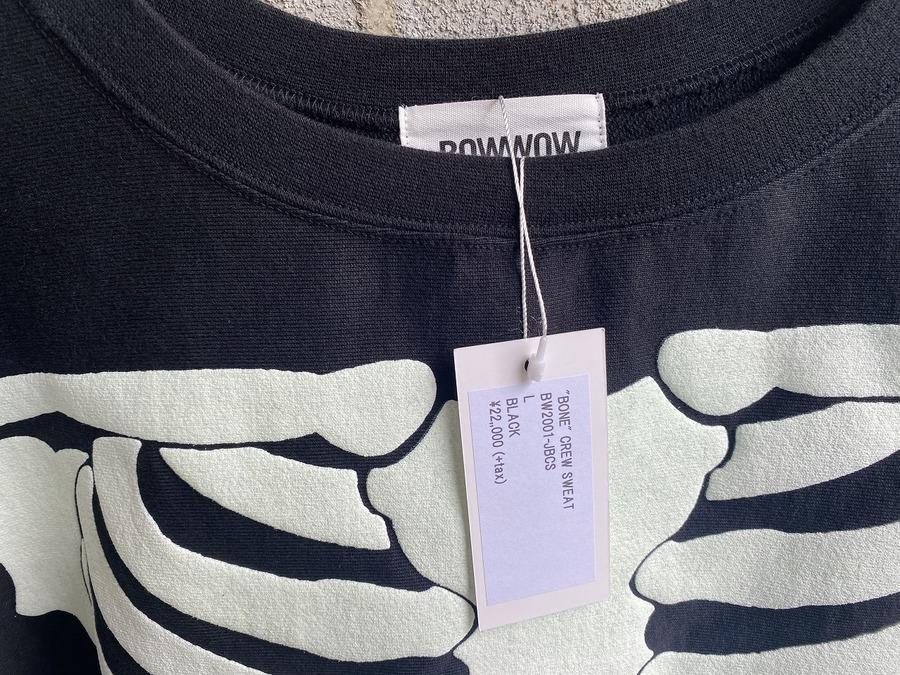 BOWWOW
"BONE" CREW SWEAT
BW2001-JBCS
L
BLACK
¥22,,000 (+tax)